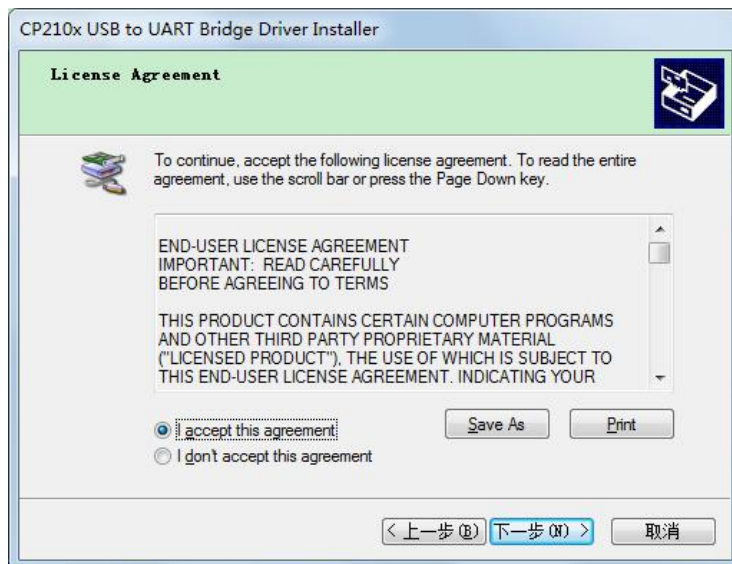 CP210x USB to UART Bridge Driver Installer
License Agreement
To continue, accept the following license agreement. To read the entire
agreement, use the scroll bar or press the Page Down key.
END-USER LICENSE AGREEMENT
IMPORTANT:  READ CAREFULLY
BEFORE AGREEING TO TERMS
THIS PRODUCT CONTAINS CERTAIN COMPUTER PROGRAMS
AND OTHER THIRD PARTY PROPRIETARY MATERIAL
("LICENSED PRODUCT"), THE USE OF WHICH IS SUBJECT TO
THIS END-USER LICENSE AGREEMENT. INDICATING YOUR
I accept this agreement
Save As
Print
I don't accept this agreement
< 上一步(B)
下一步(N) >
取消